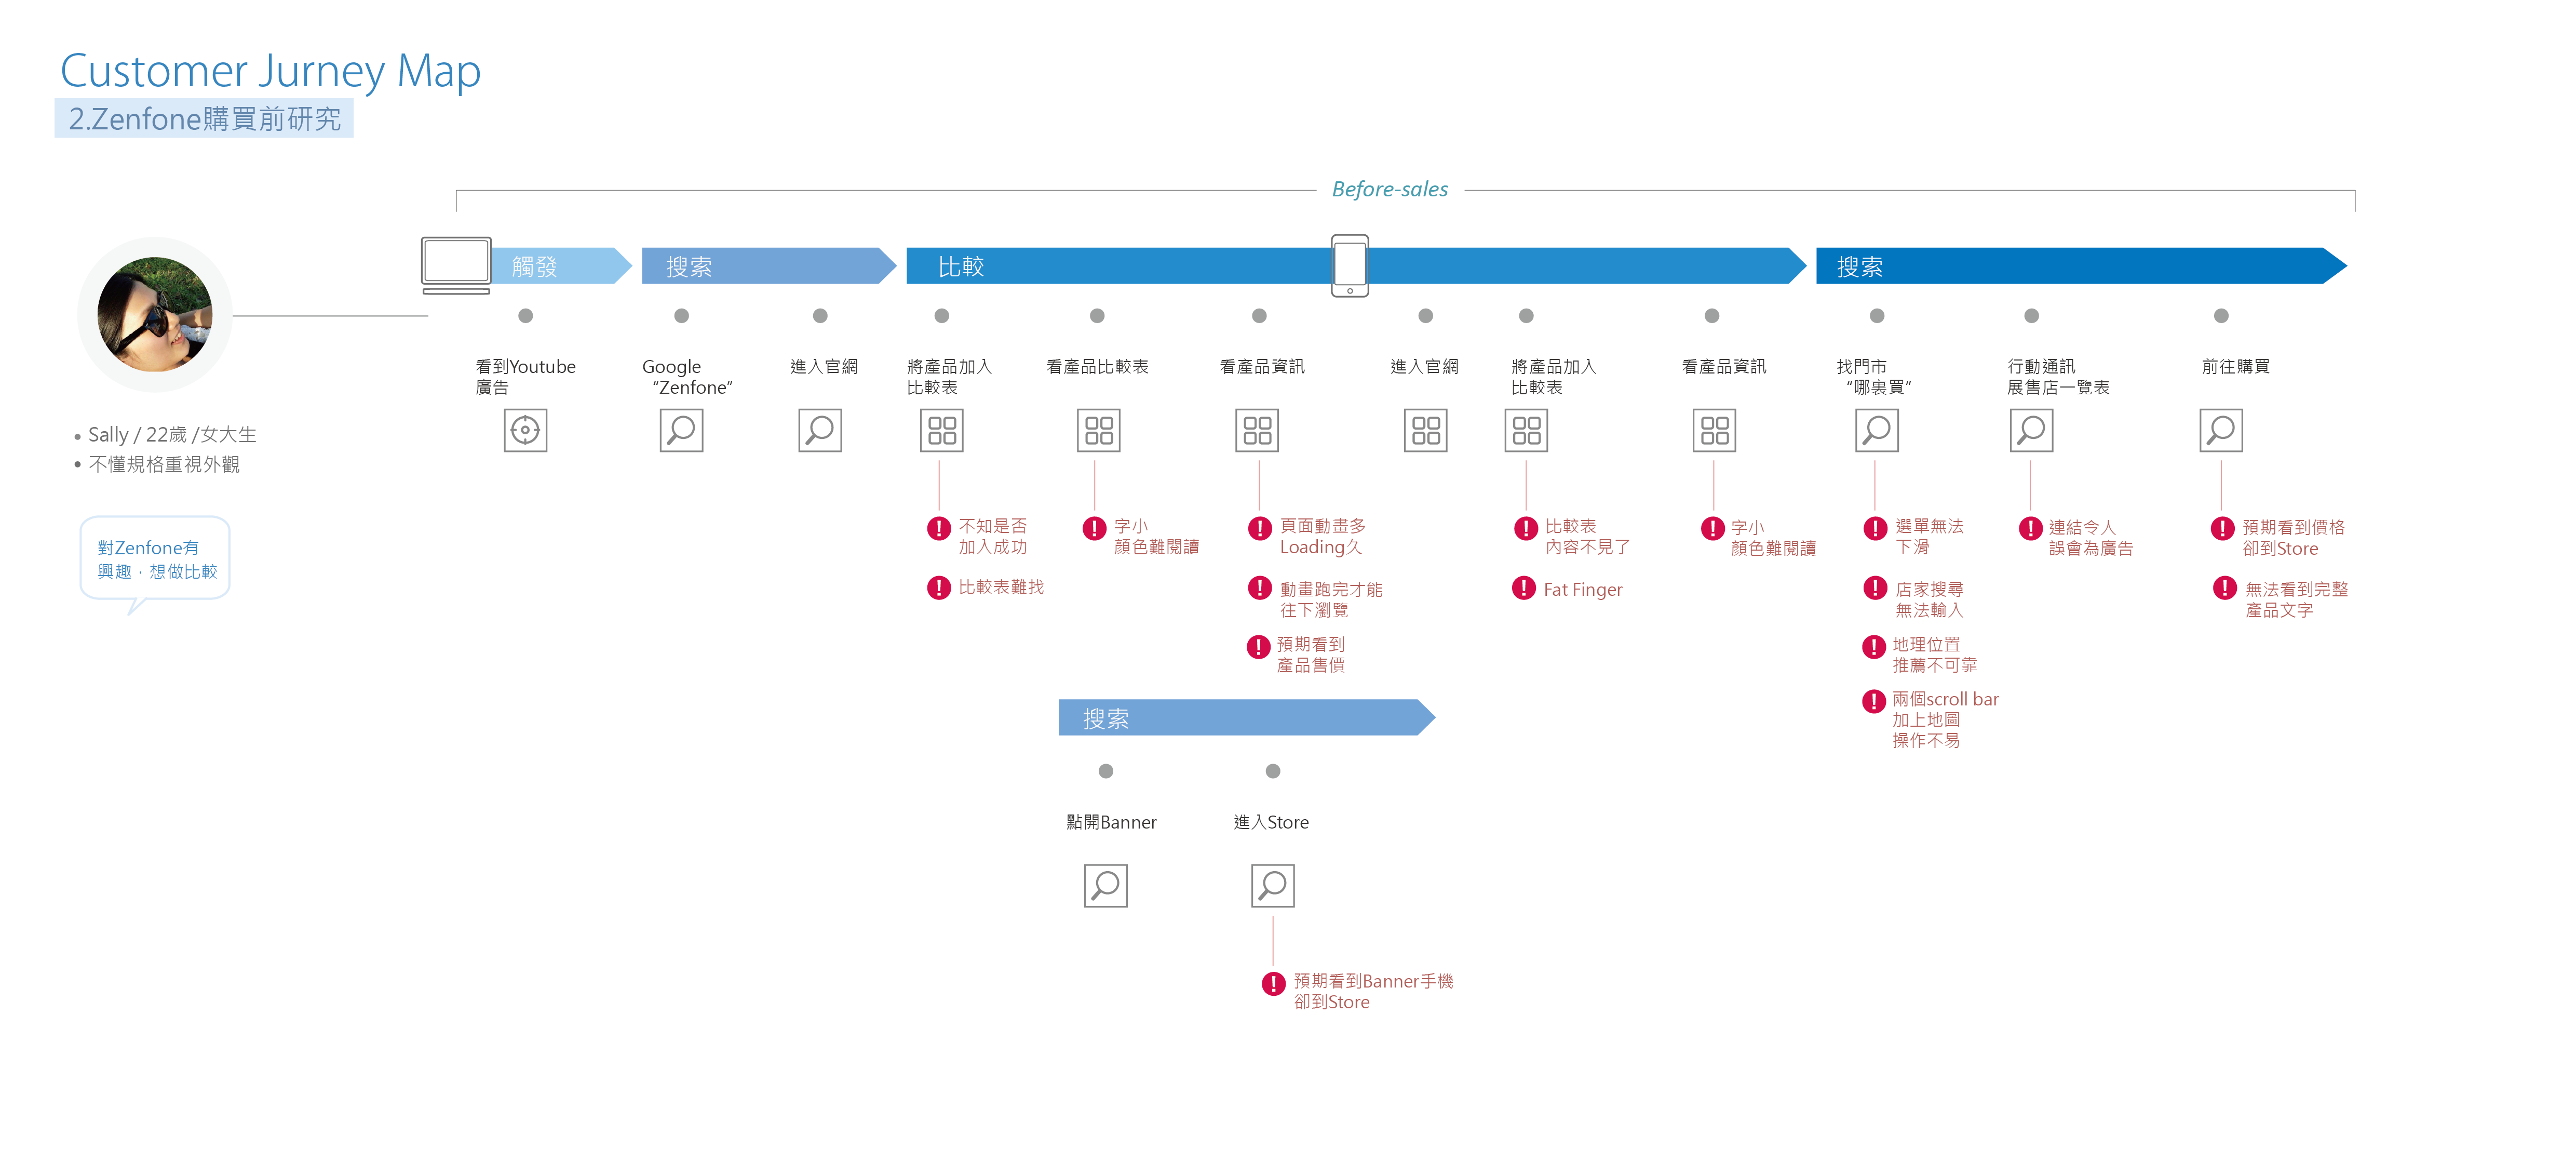 Customer Jurney Map
2.Zenfone購買前研究
Before-sales
觸發
搜索
比較
搜索
看到Youtube
廣告
Google
“Zenfone”
進入官網
將產品加入
比較表
看產品比較表
看產品資訊
進入官網
將產品加入
比較表
看產品資訊
找門市
“哪裏買”
行動通訊
展售店一覽表
前往購買
Sally / 22歲 /女大生
不懂規格重視外觀
對Zenfone有
興趣，想做比較
不知是否
加入成功
比較表難找
字小
顏色難閱讀
頁面動畫多
Loading久
動畫跑完才能
往下瀏覽
預期看到
產品售價
比較表
內容不見了
Fat Finger
字小
顏色難閱讀
選單無法
下滑
店家搜尋
無法輸入
地理位置
推薦不可靠
兩個scroll bar
加上地圖
操作不易
連結令人
誤會為廣告
預期看到價格
卻到Store
無法看到完整
產品文字
搜索
點開Banner
進入Store
預期看到Banner手機
卻到Store